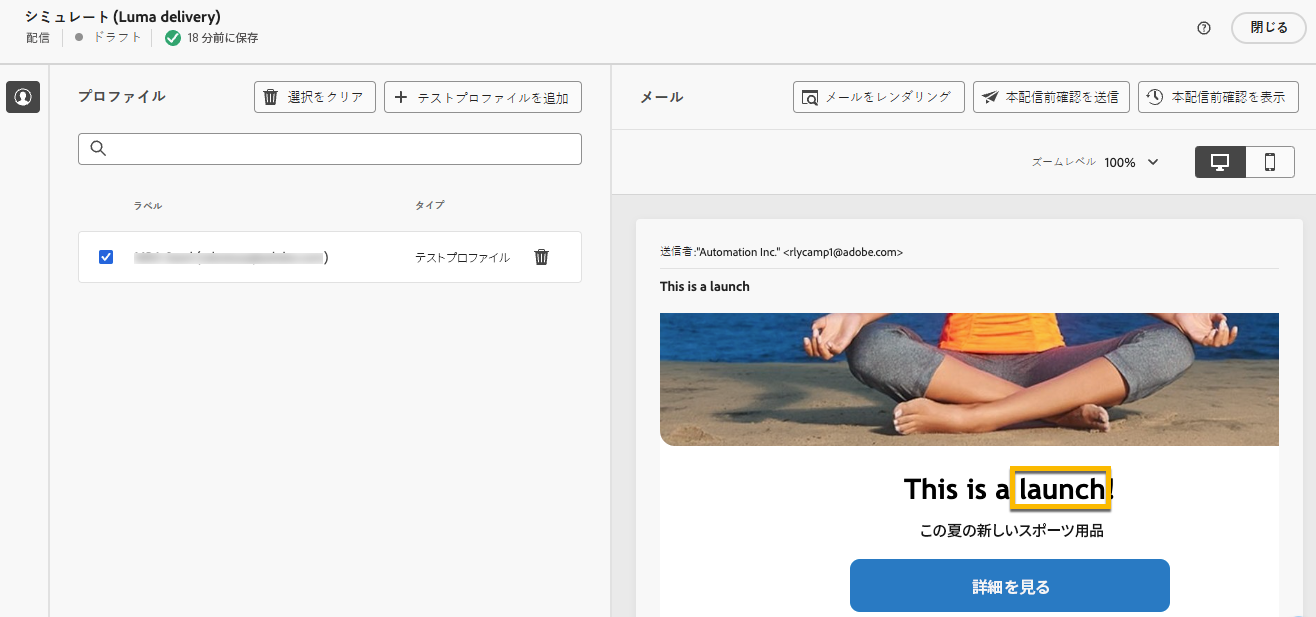 シミュレート (Luma delivery)
配信 ドラフト 18 分前に保存
閉じる
プロファイル 選択をクリア テストプロファイルを追加
ラベル タイプ
) テストプロファイル
メール メールをレンダリング 本配信前確認を送信 本配信前確認を表示
ズームレベル 100%
送信者:"Automation Inc." <rlycamp1@adobe.com>
This is a launch
This is a launch!
この夏の新しいスポーツ用品
詳細を見る